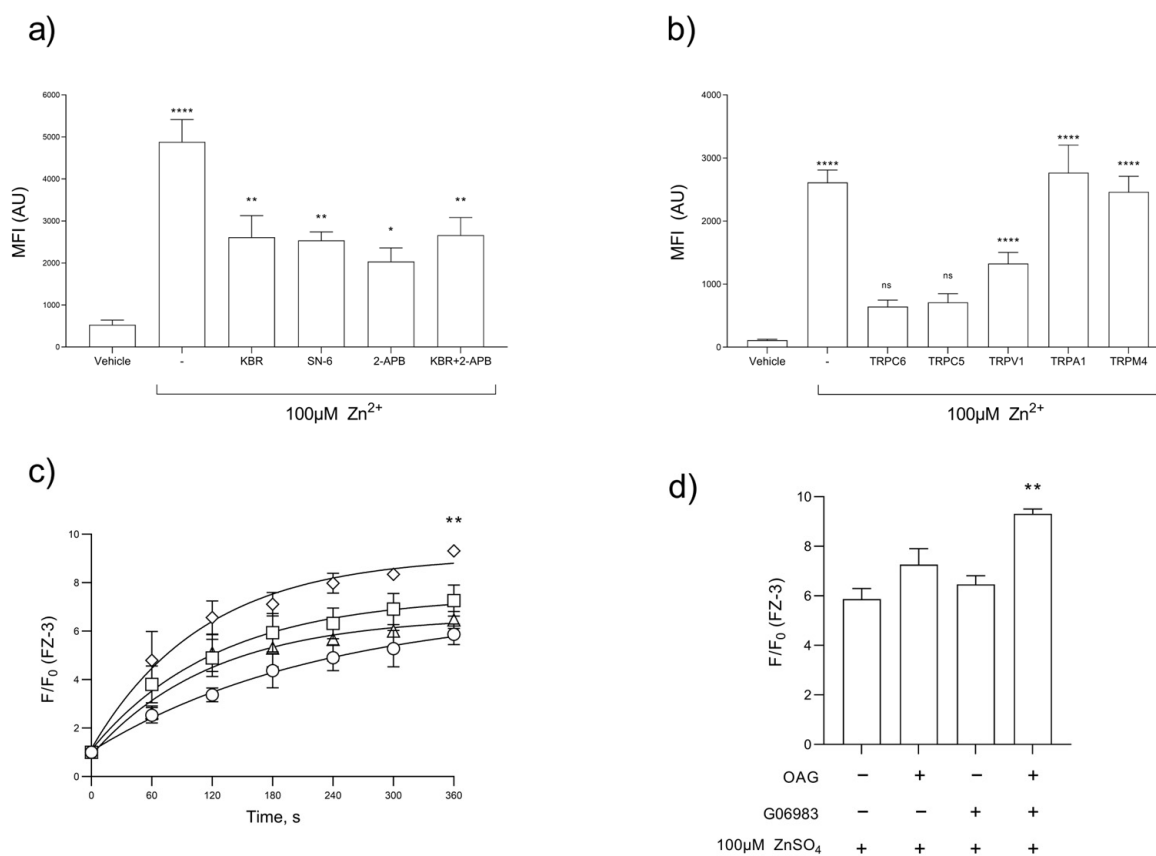 a)
MFI (AU)
6000
5000
4000
3000
2000
1000
0
****
**
**
*
**
Vehicle - KBR SN-6 2-APB KBR+2-APB
100µM Zn²⁺
b)
MFI (AU)
4000
3000
2000
1000
0
****
ns
ns
****
****
****
Vehicle - TRPC6 TRPC5 TRPV1 TRPA1 TRPM4
100µM Zn²⁺
c)
F/F₀ (FZ-3)
10
8
6
4
2
0
**
0 60 120 180 240 300 360
Time, s
d)
F/F₀ (FZ-3)
10
8
6
4
2
0
**
OAG − + − +
G06983 − − + +
100µM ZnSO₄ + + + +